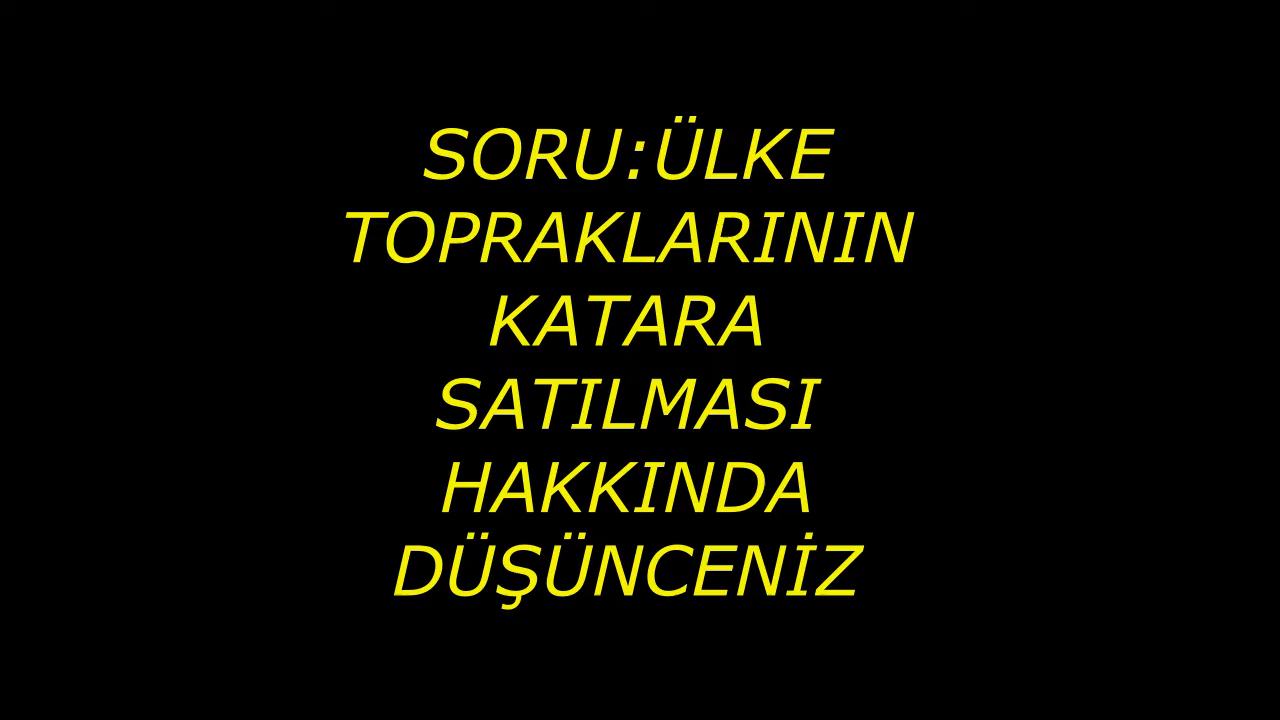 SORU:ÜLKE
TOPRAKLARININ
KATARA
SATILMASI
HAKKINDA
DÜŞÜNCENİZ